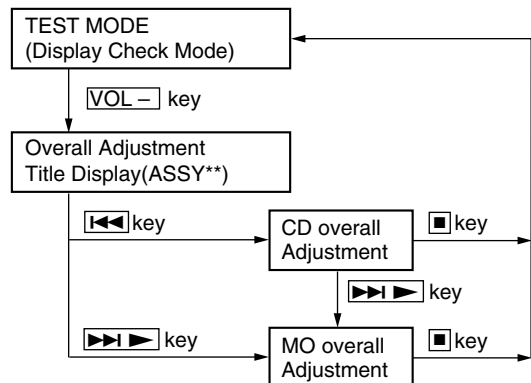 TEST MODE
(Display Check Mode)
VOL – key
Overall Adjustment
Title Display(ASSY**)
key
CD overall
Adjustment
key
key
key
MO overall
Adjustment
key